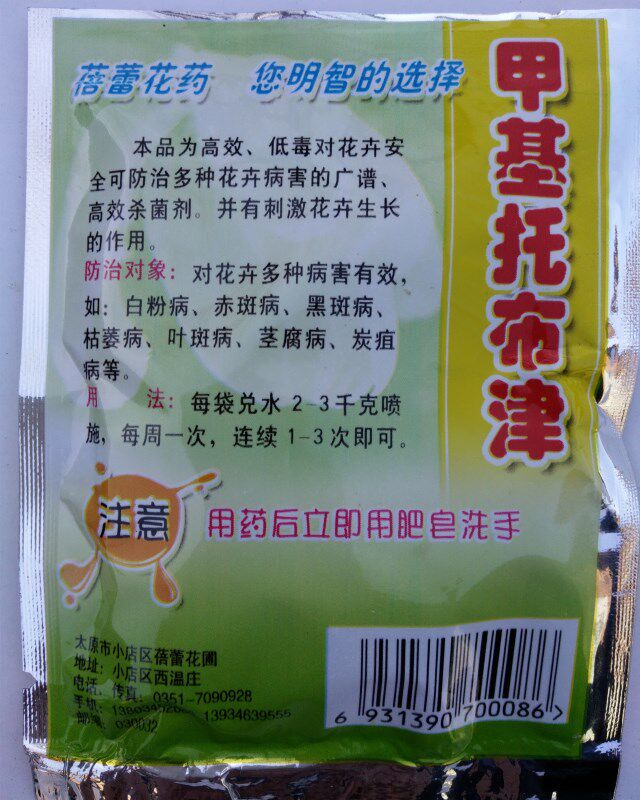 蓓蕾花药 您明智的选择
甲基托布津
本品为高效、低毒对花卉安
全可防治多种花卉病害的广谱、
高效杀菌剂。并有刺激花卉生长
的作用。
防治对象：对花卉多种病害有效，
如：白粉病、赤斑病、黑斑病、
枯萎病、叶斑病、茎腐病、炭疽
病等。
用 法：每袋兑水 2-3千克喷
施，每周一次，连续1-3次即可。
注意 用药后立即用肥皂洗手
太原市小店区蓓蕾花圃
地址：小店区西温庄
电话、传真：0351-7090928
手机： 13934639555
邮编：
6 931390 700086 >